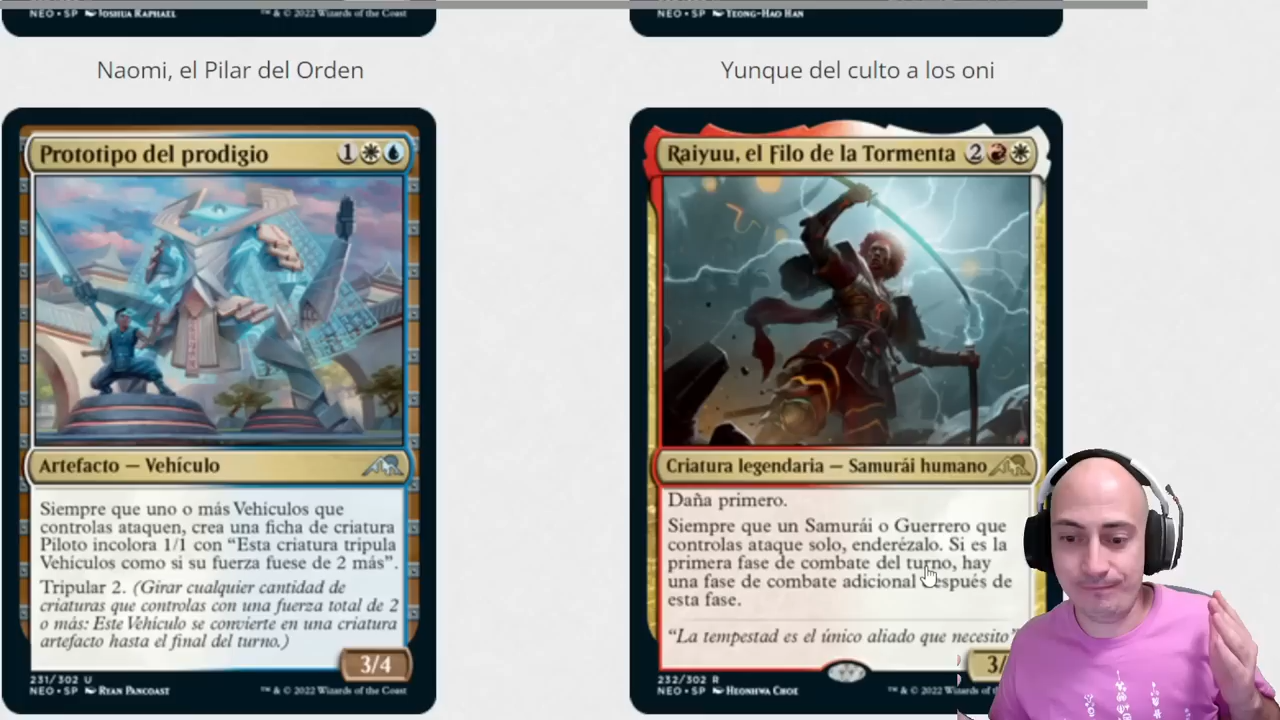 NEO • SP JOSHUA RAPHAEL ™ & © 2022 Wizards of the Coast
NEO • SP YEONG-HAO HAN
Naomi, el Pilar del Orden
Yunque del culto a los oni
Prototipo del prodigio 1
Artefacto — Vehículo
Siempre que uno o más Vehículos que
controlas ataquen, crea una ficha de criatura
Piloto incolora 1/1 con “Esta criatura tripula
Vehículos como si su fuerza fuese de 2 más”.
Tripular 2. (Girar cualquier cantidad de
criaturas que controlas con una fuerza total de 2
o más: Este Vehículo se convierte en una criatura
artefacto hasta el final del turno.)
3/4
231/302 U
NEO • SP RYAN PANCOAST ™ & © 2022 Wizards of the Coast
Raiyuu, el Filo de la Tormenta 2
Criatura legendaria — Samurái humano
Daña primero.
Siempre que un Samurái o Guerrero que
controlas ataque solo, enderézalo. Si es la
primera fase de combate del turno, hay
una fase de combate adicional después de
esta fase.
“La tempestad es el único aliado que necesito”
3/
232/302 R
NEO • SP HEONHWA CHOE ™ & © 2022 Wizards of the